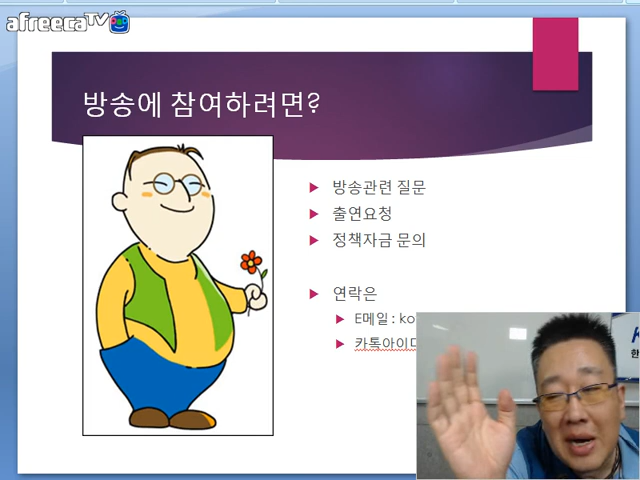 afreecaTV
방송에 참여하려면?
방송관련 질문
출연요청
정책자금 문의
연락은
E메일 : ko
카톡아이디